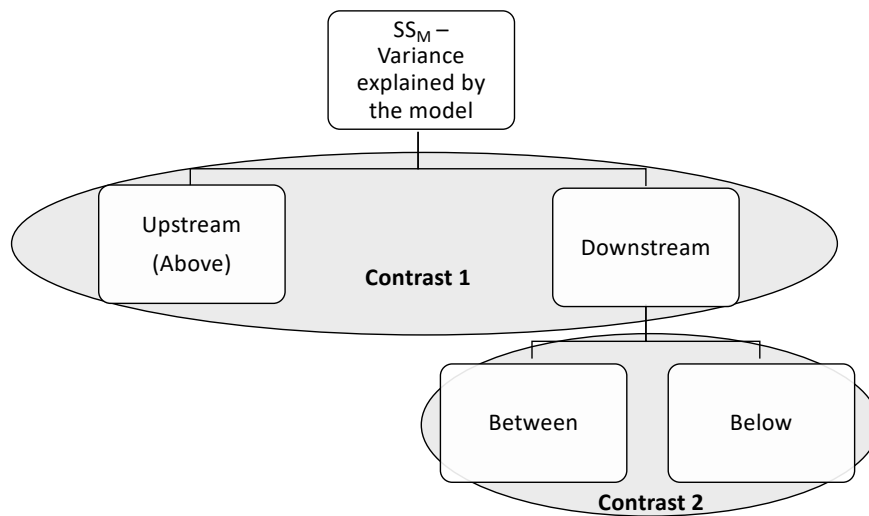 SSM –
Variance
explained by
the model
Upstream
(Above)
Downstream
Contrast 1
Between
Below
Contrast 2